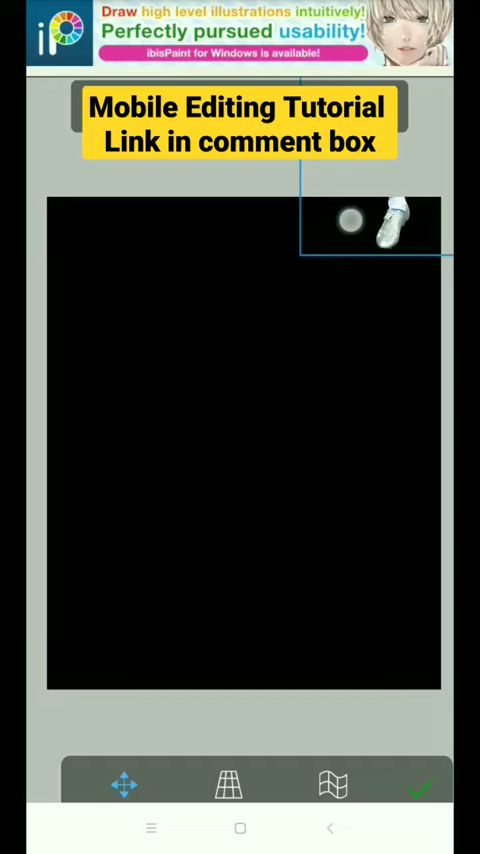 iP
Draw high level illustrations intuitively!
Perfectly pursued usability!
ibisPaint for Windows is available!
Mobile Editing Tutorial
Link in comment box